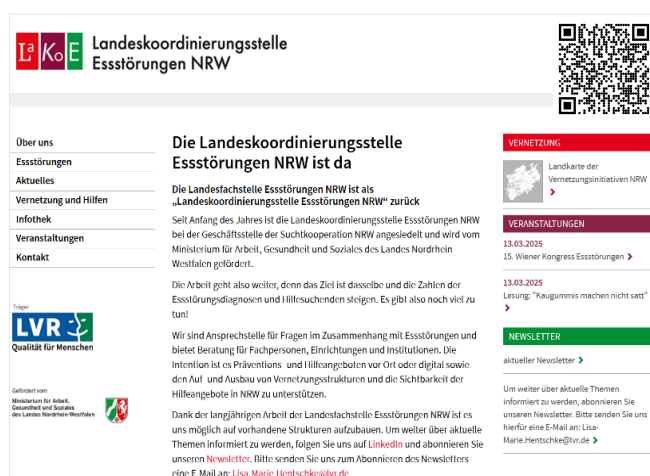 La Ko E Landeskoordinierungsstelle
Essstörungen NRW
Über uns
Essstörungen
Aktuelles
Vernetzung und Hilfen
Infothek
Veranstaltungen
Kontakt
Träger
LVR
Qualität für Menschen
Gefördert vom
Ministerium für Arbeit,
Gesundheit und Soziales
des Landes Nordrhein-Westfalen
Die Landeskoordinierungsstelle
Essstörungen NRW ist da
Die Landesfachstelle Essstörungen NRW ist als
„Landeskoordinierungsstelle Essstörungen NRW“ zurück
Seit Anfang des Jahres ist die Landeskoordinierungsstelle Essstörungen NRW
bei der Geschäftsstelle der Suchtkooperation NRW angesiedelt und wird vom
Ministerium für Arbeit, Gesundheit und Soziales des Landes Nordrhein
Westfalen gefördert.
Die Arbeit geht also weiter, denn das Ziel ist dasselbe und die Zahlen der
Essstörungsdiagnosen und Hilfesuchenden steigen. Es gibt also noch viel zu
tun!
Wir sind Ansprechstelle für Fragen im Zusammenhang mit Essstörungen und
bietet Beratung für Fachpersonen, Einrichtungen und Institutionen. Die
Intention ist es Präventions und Hilfeangeboten vor Ort oder digital sowie
den Auf und Ausbau von Vernetzungsstrukturen und die Sichtbarkeit der
Hilfeangebote in NRW zu unterstützen.
Dank der langjährigen Arbeit der Landesfachstelle Essstörungen NRW ist es
uns möglich auf vorhandene Strukturen aufzubauen. Um weiter über aktuelle
Themen informiert zu werden, folgen Sie uns auf LinkedIn und abonnieren Sie
unseren Newsletter. Bitte senden Sie uns zum Abonnieren des Newsletters
eine E-Mail an: Lisa-Marie.Hentschke@lvr.de
VERNETZUNG
Landkarte der
Vernetzungsinitiativen NRW
VERANSTALTUNGEN
13.03.2025
15. Wiener Kongress Essstörungen
13.03.2025
Lesung: "Kaugummis machen nicht satt"
NEWSLETTER
aktueller Newsletter
Um weiter über aktuelle Themen
informiert zu werden, abonnieren Sie
unseren Newsletter. Bitte senden Sie uns
hierfür eine E-Mail an: Lisa-
Marie.Hentschke@lvr.de